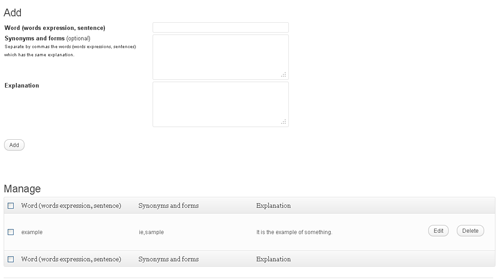 Add
Word (words expression, sentence)
Synonyms and forms (optional)
Separate by commas the words (words expressions, sentences)
which has the same explanation.
Explanation
Add
Manage
Word (words expression, sentence) Synonyms and forms Explanation
example ie,sample It is the example of something Edit Delete
Word (words expression, sentence) Synonyms and forms Explanation